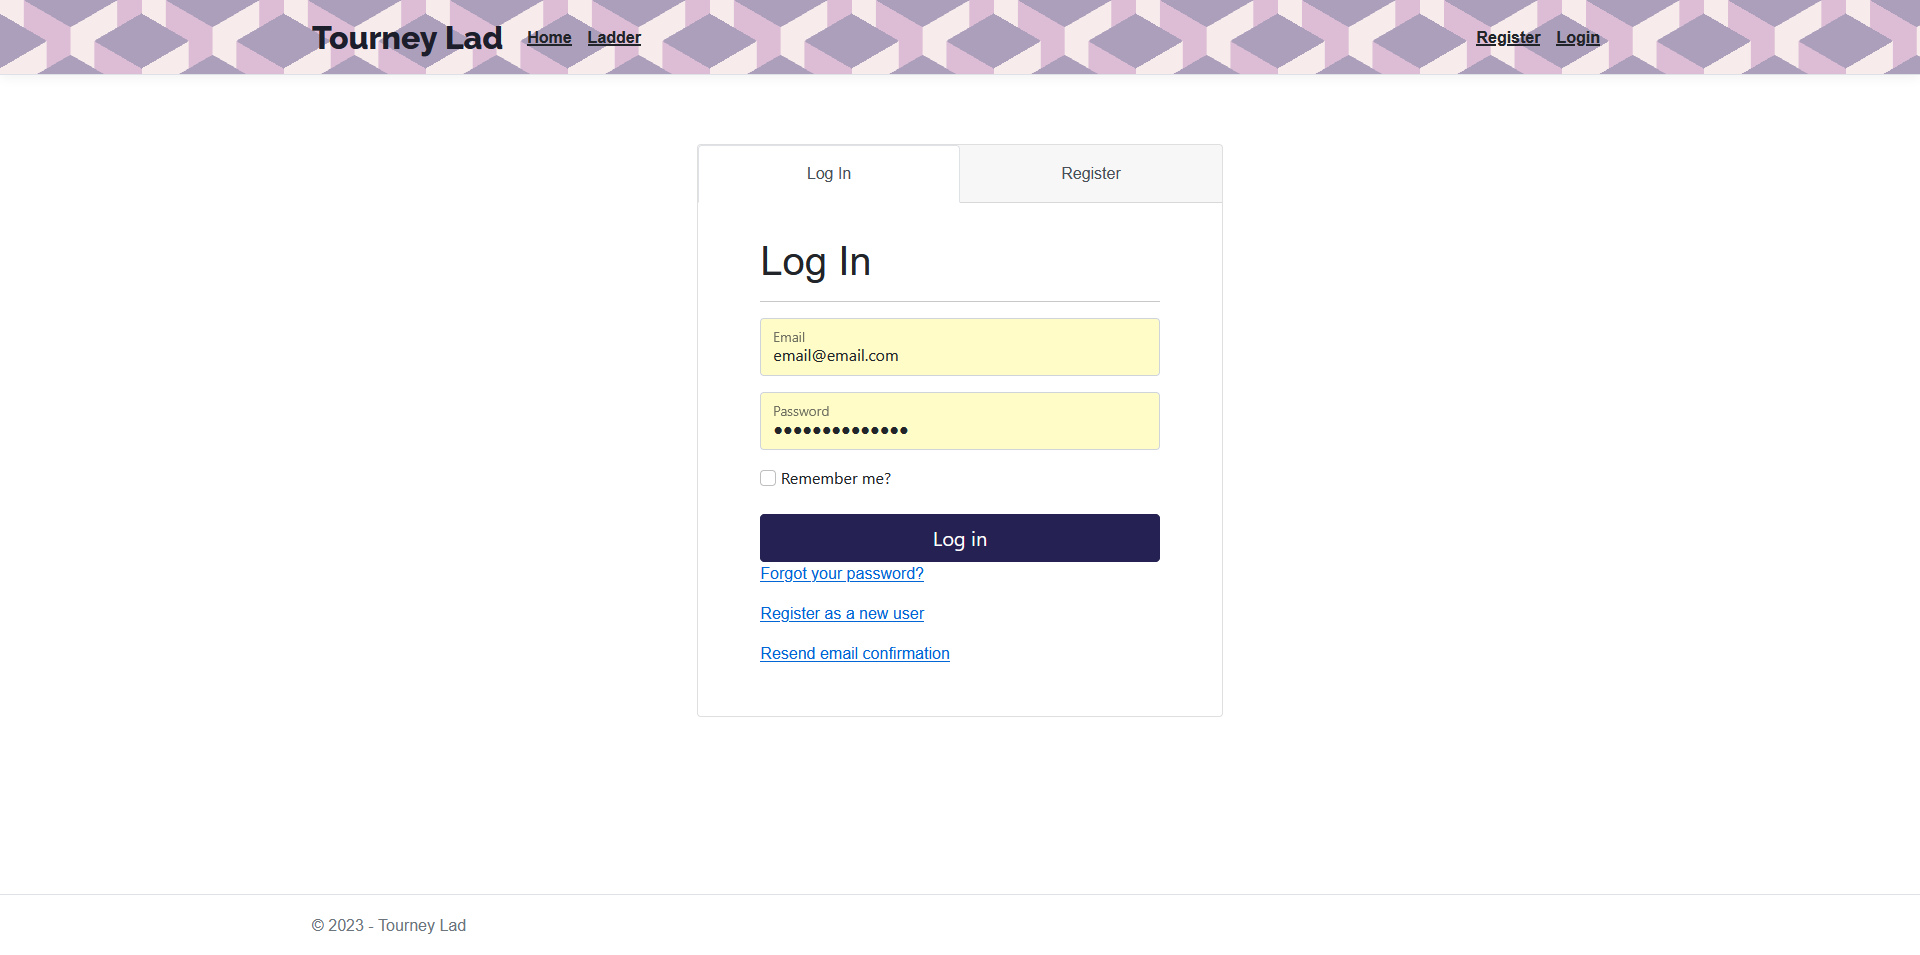 Tourney Lad Home Ladder Register Login
Log In Register
Log In
Email
email@email.com
Password
••••••••••••••
Remember me?
Log in
Forgot your password?
Register as a new user
Resend email confirmation
© 2023 - Tourney Lad